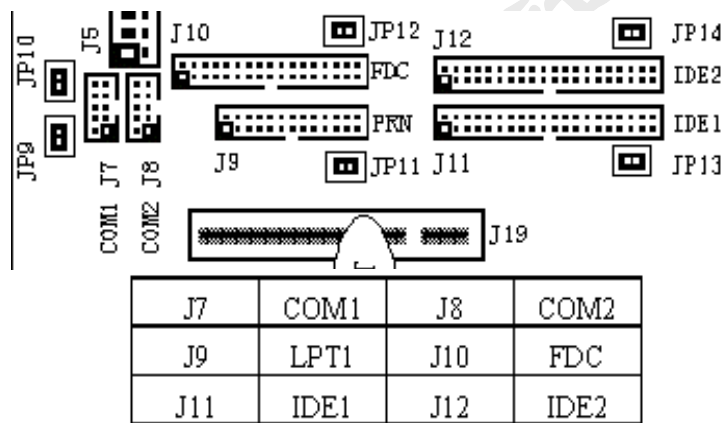 J5 J10 JP12 J12 JP14
JP10 FDC IDE2
JP9 PRN IDE1
J7 J8 J9 JP11 J11 JP13
COM1 COM2 J19
J7 COM1 J8 COM2
J9 LPT1 J10 FDC
J11 IDE1 J12 IDE2